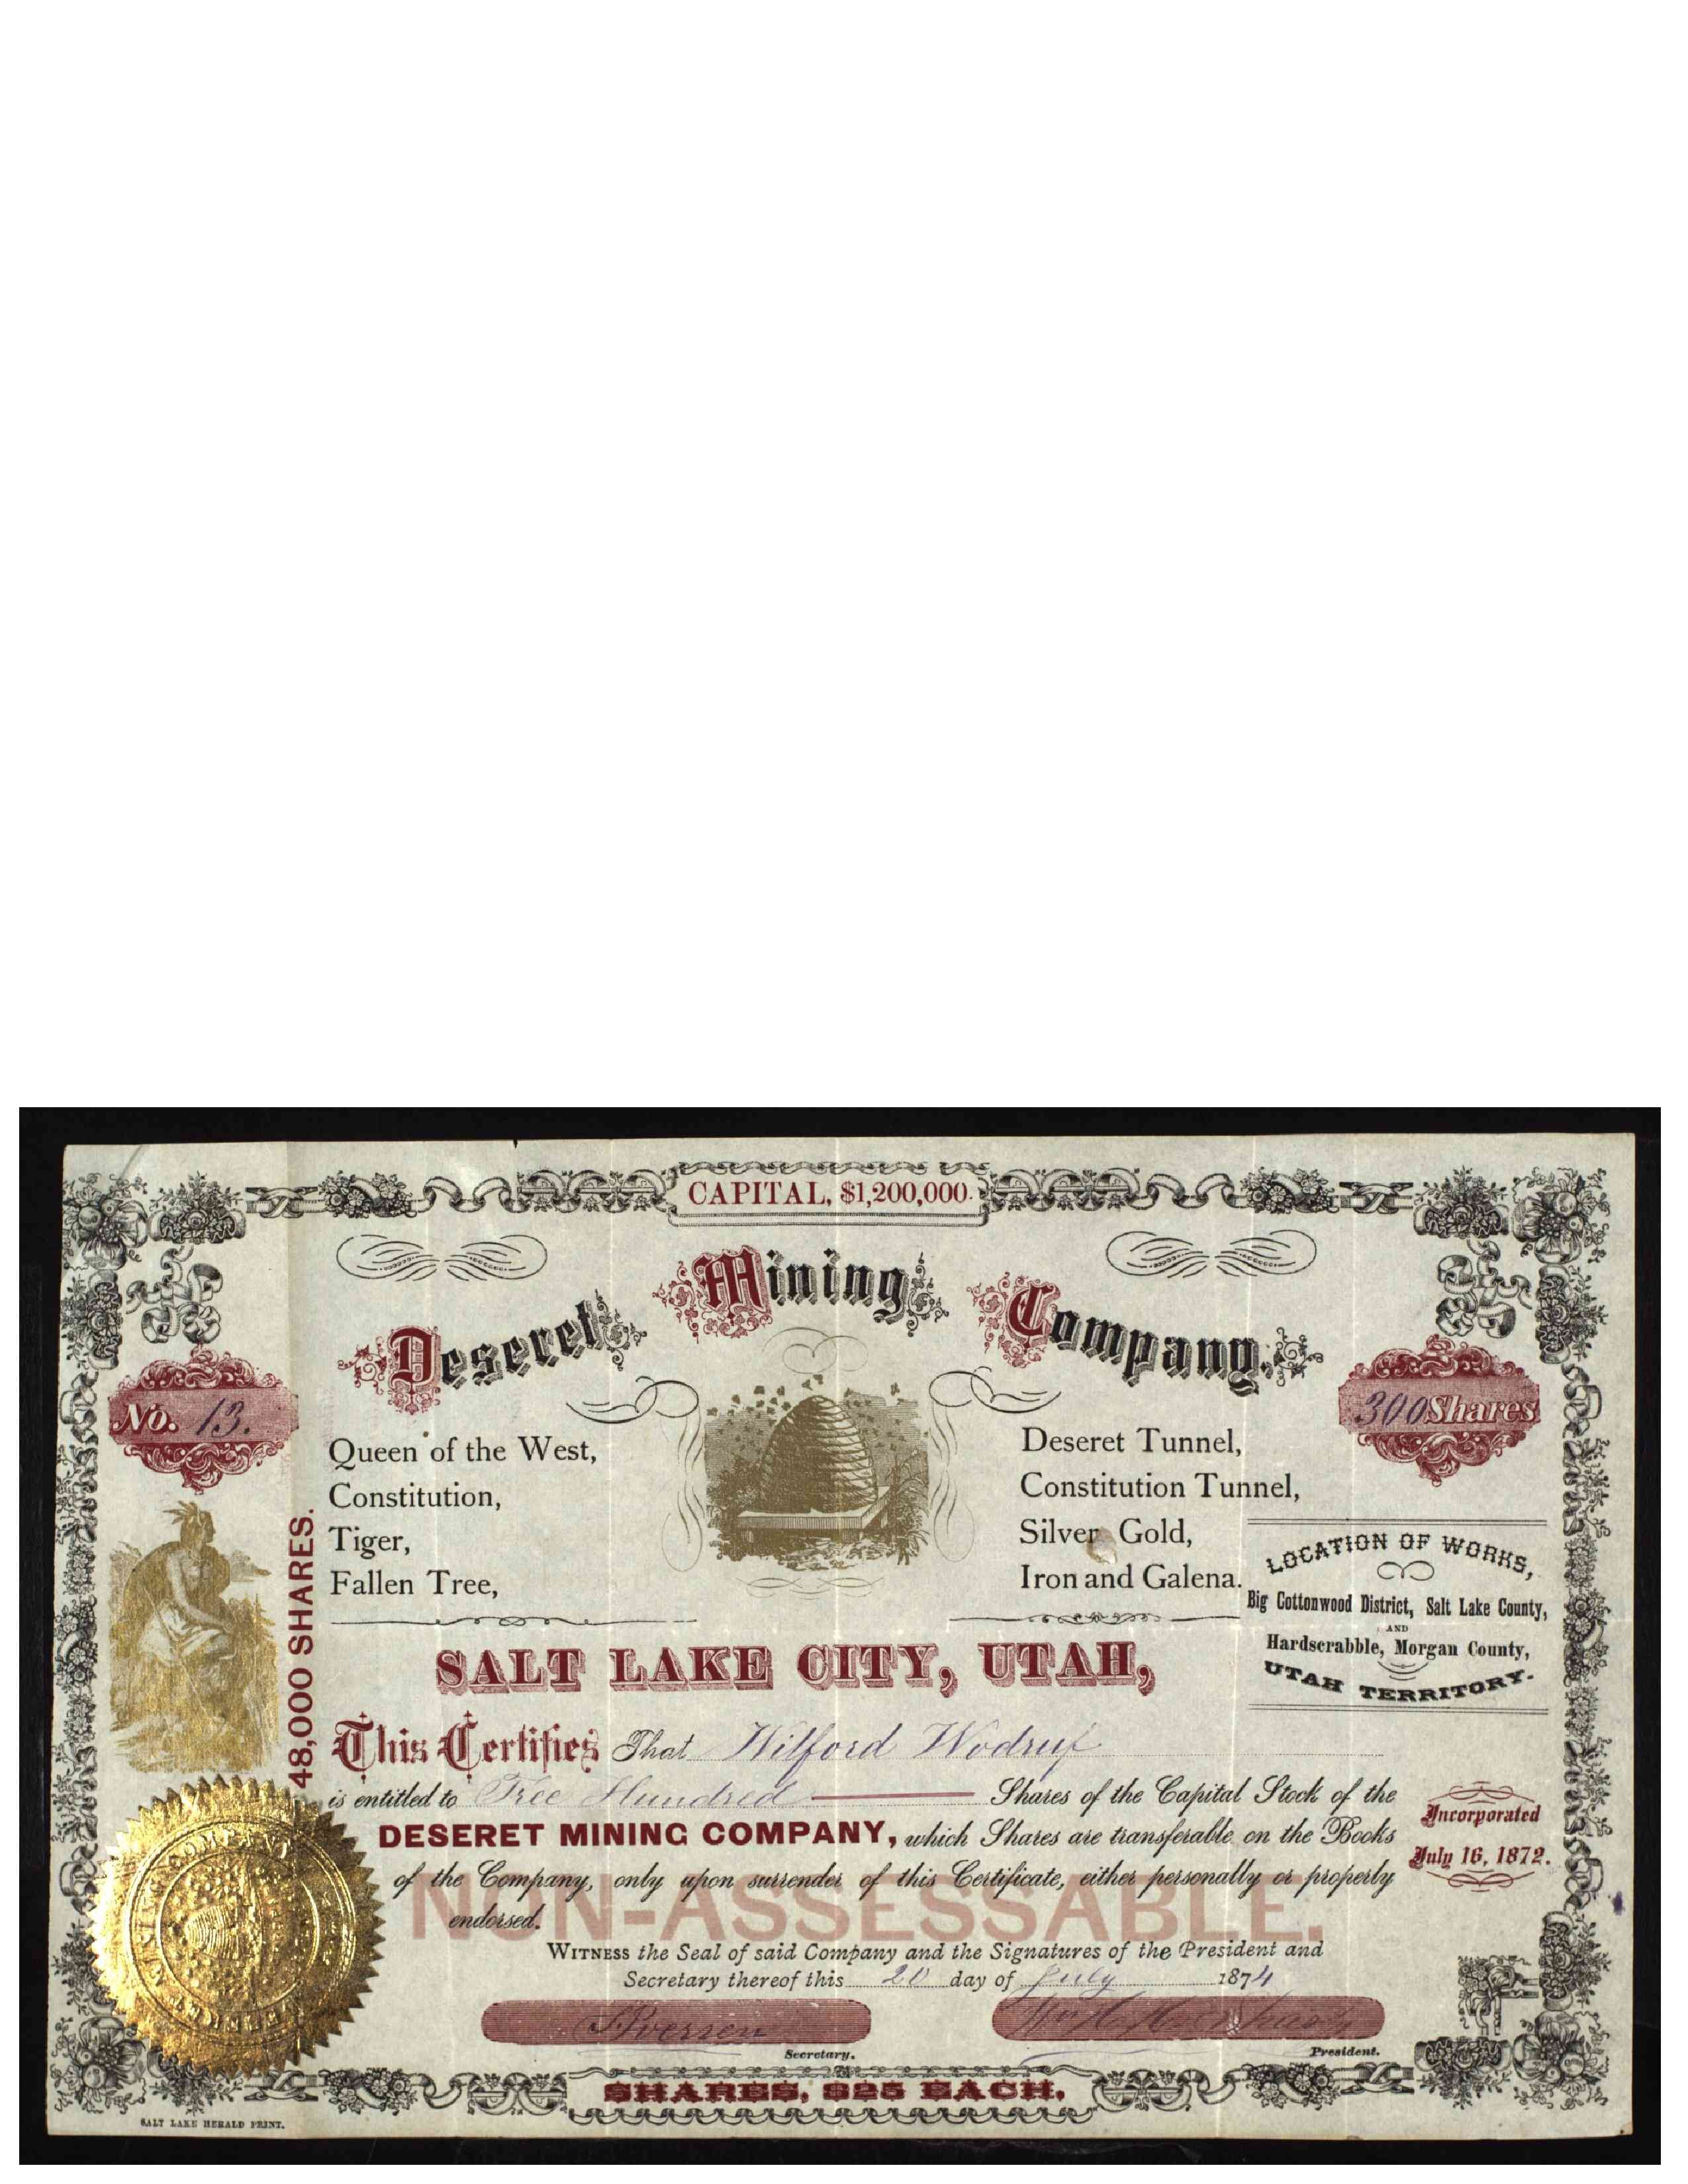 CAPITAL, $1,200,000.
Deseret Mining Company.
No. 13.
300 Shares
Queen of the West,
Constitution,
Tiger,
Fallen Tree,
Deseret Tunnel,
Constitution Tunnel,
Silver Gold,
Iron and Galena.
LOCATION OF WORKS,
Big Cottonwood District, Salt Lake County,
AND
Hardscrabble, Morgan County,
UTAH TERRITORY.
48,000 SHARES.
SALT LAKE CITY, UTAH,
This Certifies That Wilford Wodruf
is entitled to Tree Hundred Shares of the Capital Stock of the
DESERET MINING COMPANY, which Shares are transferable on the Books
of the Company, only upon surrender of this Certificate, either personally or properly
endorsed.
NON-ASSESSABLE.
Incorporated
July 16, 1872.
WITNESS the Seal of said Company and the Signatures of the President and
Secretary thereof this 20 day of July 1874
Secretary.
President.
DESERET MINING COMPANY
SHARES, $25 EACH.
SALT LAKE HERALD PRINT.